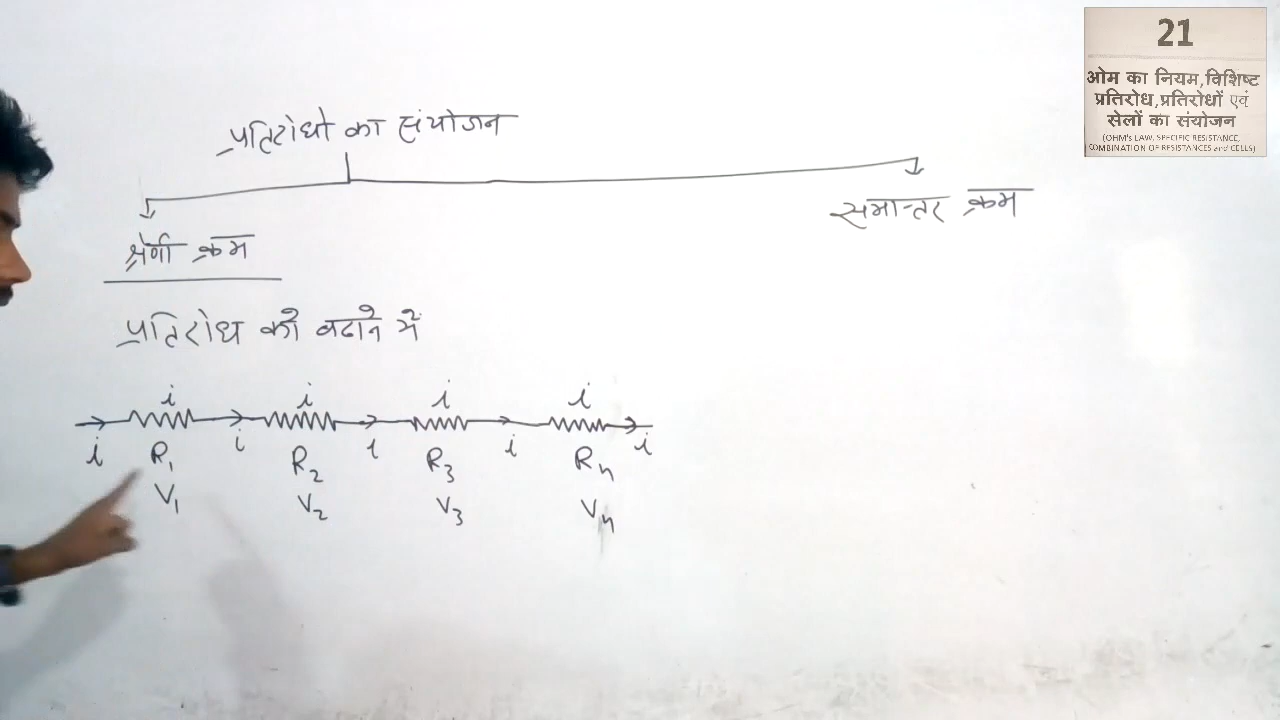 21
ओम का नियम,विशिष्ट
प्रतिरोध,प्रतिरोधों एवं
सेलों का संयोजन
(OHM's LAW, SPECIFIC RESISTANCE,
COMBINATION OF RESISTANCES and CELLS)
प्रतिरोधो का संयोजन
श्रेणी क्रम
समान्तर क्रम
प्रतिरोध को बढाने में
i i i i
i i i i i
R1 R2 R3 Rn
V1 V2 V3 Vn